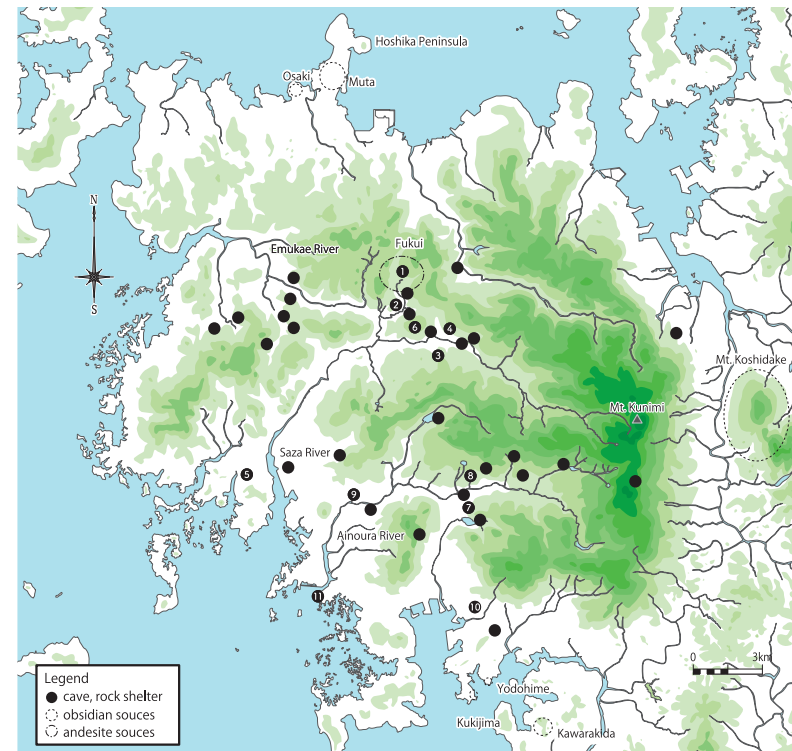 Hoshika Peninsula
Osaki
Muta
N
S
Emukae River
Fukui
1
2
6
4
3
Mt. Koshidake
Mt. Kunimi
Saza River
5
8
9
7
Ainoura River
11
10
0 3km
Legend
cave, rock shelter
obsidian souces
andesite souces
Yodohime
Kukijima
Kawarakida